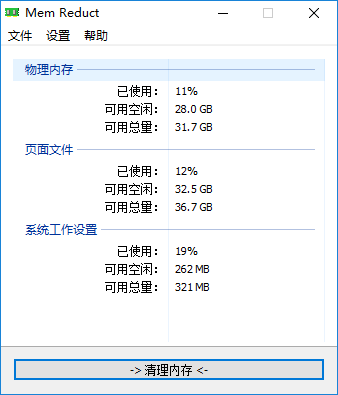 Mem Reduct
文件 设置 帮助
物理内存
已使用： 11%
可用空闲： 28.0 GB
可用总量： 31.7 GB
页面文件
已使用： 12%
可用空闲： 32.5 GB
可用总量： 36.7 GB
系统工作设置
已使用： 19%
可用空闲： 262 MB
可用总量： 321 MB
-> 清理内存 <-